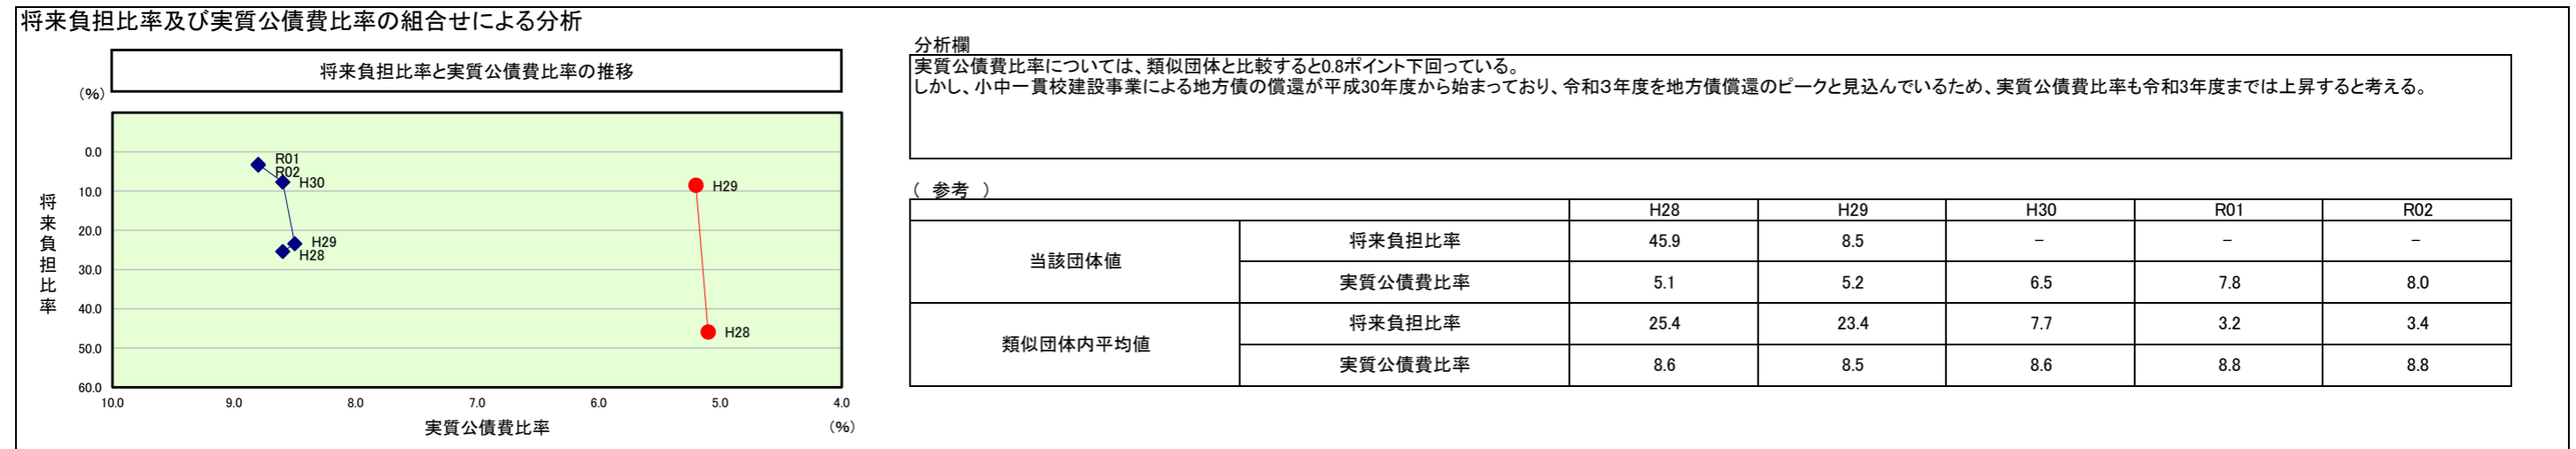 将来負担比率及び実質公債費比率の組合せによる分析
将来負担比率と実質公債費比率の推移
(%)
0.0
10.0
20.0
30.0
40.0
50.0
60.0
将来負担比率
R01
R02
H30
H29
H28
H29
H28
10.0 9.0 8.0 7.0 6.0 5.0 4.0
実質公債費比率
(%)
分析欄
実質公債費比率については、類似団体と比較すると0.8ポイント下回っている。
しかし、小中一貫校建設事業による地方債の償還が平成30年度から始まっており、令和3年度を地方債償還のピークと見込んでいるため、実質公債費比率も令和3年度までは上昇すると考える。
( 参考 )
H28 H29 H30 R01 R02
当該団体値
将来負担比率 45.9 8.5 － － －
実質公債費比率 5.1 5.2 6.5 7.8 8.0
類似団体内平均値
将来負担比率 25.4 23.4 7.7 3.2 3.4
実質公債費比率 8.6 8.5 8.6 8.8 8.8